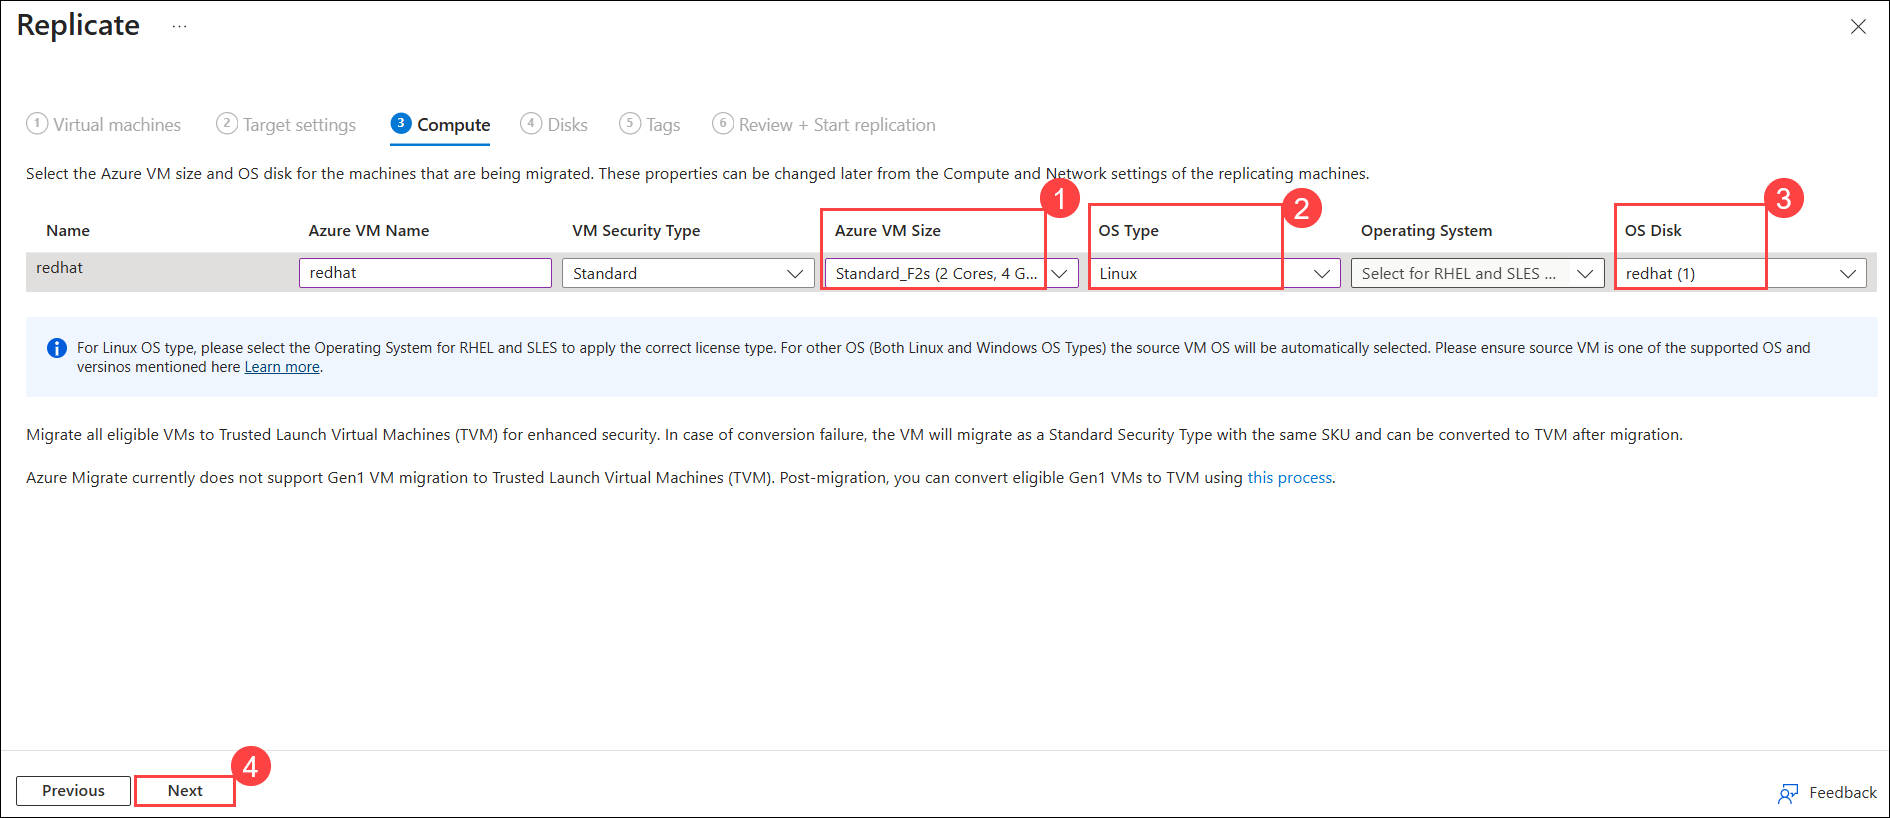 Replicate ...
1 Virtual machines 2 Target settings 3 Compute 4 Disks 5 Tags 6 Review + Start replication
Select the Azure VM size and OS disk for the machines that are being migrated. These properties can be changed later from the Compute and Network settings of the replicating machines.
1 2 3
Name Azure VM Name VM Security Type Azure VM Size OS Type Operating System OS Disk
redhat redhat Standard Standard_F2s (2 Cores, 4 G... Linux Select for RHEL and SLES ... redhat (1)
For Linux OS type, please select the Operating System for RHEL and SLES to apply the correct license type. For other OS (Both Linux and Windows OS Types) the source VM OS will be automatically selected. Please ensure source VM is one of the supported OS and
versinos mentioned here Learn more.
Migrate all eligible VMs to Trusted Launch Virtual Machines (TVM) for enhanced security. In case of conversion failure, the VM will migrate as a Standard Security Type with the same SKU and can be converted to TVM after migration.
Azure Migrate currently does not support Gen1 VM migration to Trusted Launch Virtual Machines (TVM). Post-migration, you can convert eligible Gen1 VMs to TVM using this process.
4
Previous Next Feedback